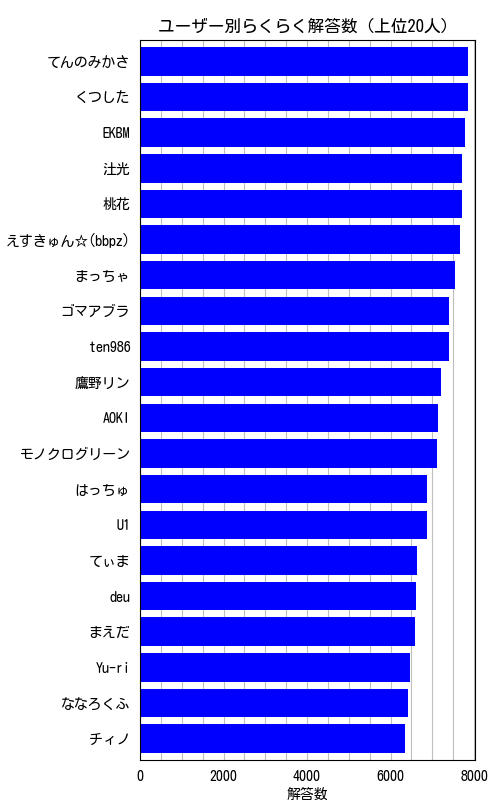 ユーザー別らくらく解答数（上位20人）
てんのみかさ
くつした
EKBM
汢光
桃花
えすきゅん☆(bbpz)
まっちゃ
ゴマアブラ
ten986
鷹野リン
AOKI
モノクログリーン
はっちゅ
U1
てぃま
deu
まえだ
Yu-ri
ななろくふ
チィノ
0 2000 4000 6000 8000
解答数